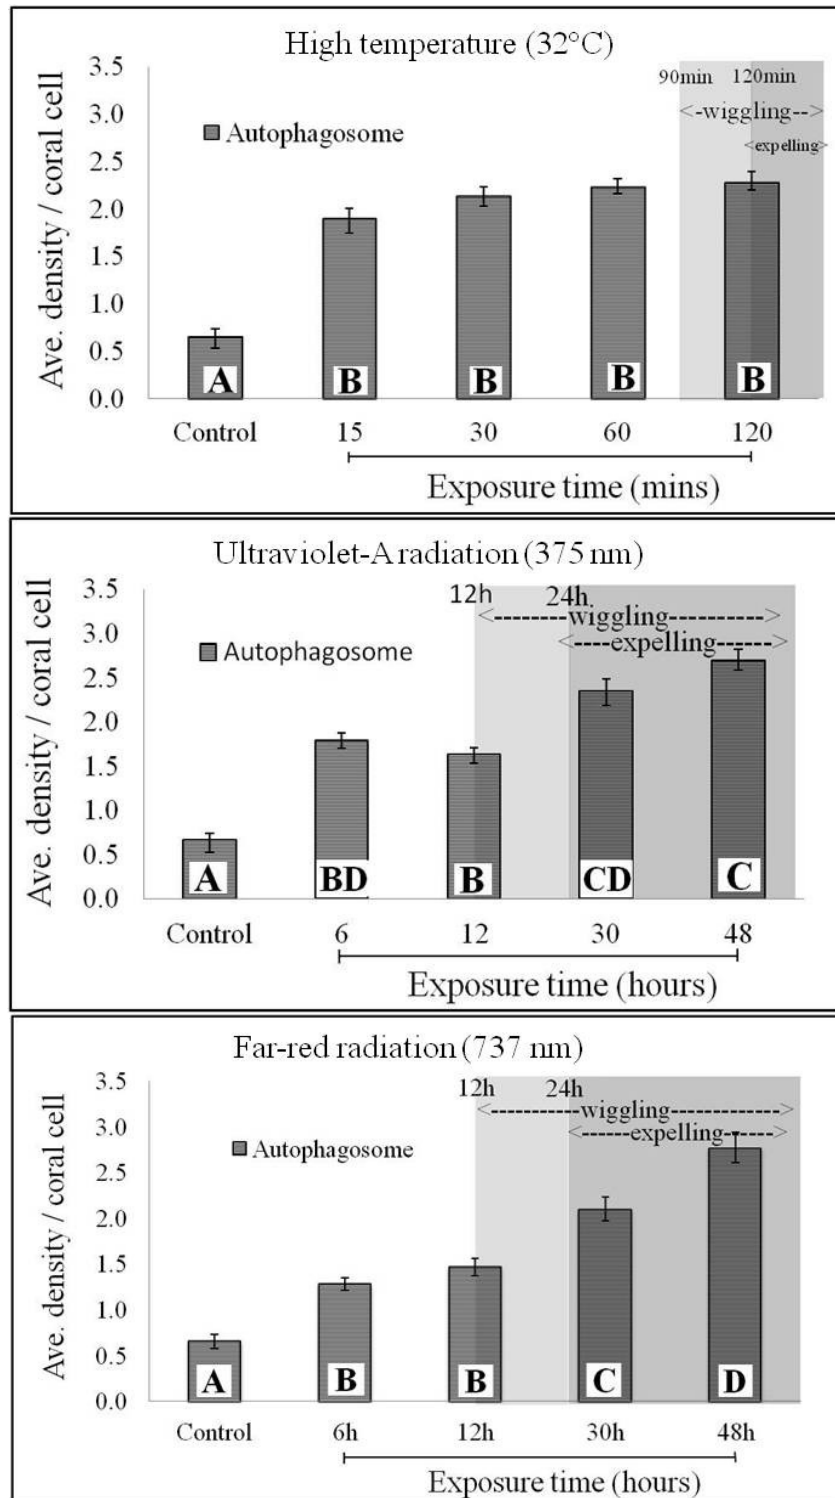 High temperature (32°C)
3.5
3.0
2.5
2.0
1.5
1.0
0.5
0.0
Ave. density / coral cell
Autophagosome
90min 120min
<-wiggling-->
<expelling>
A B B B B
Control 15 30 60 120
Exposure time (mins)
Ultraviolet-A radiation (375 nm)
3.5
3.0
2.5
2.0
1.5
1.0
0.5
0.0
Ave. density / coral cell
Autophagosome
12h 24h
<-------wiggling--------->
<---expelling---->
A BD B CD C
Control 6 12 30 48
Exposure time (hours)
Far-red radiation (737 nm)
3.5
3.0
2.5
2.0
1.5
1.0
0.5
0.0
Ave. density / coral cell
Autophagosome
12h 24h
<---------wiggling---------->
<----expelling---->
A B B C D
Control 6h 12h 30h 48h
Exposure time (hours)